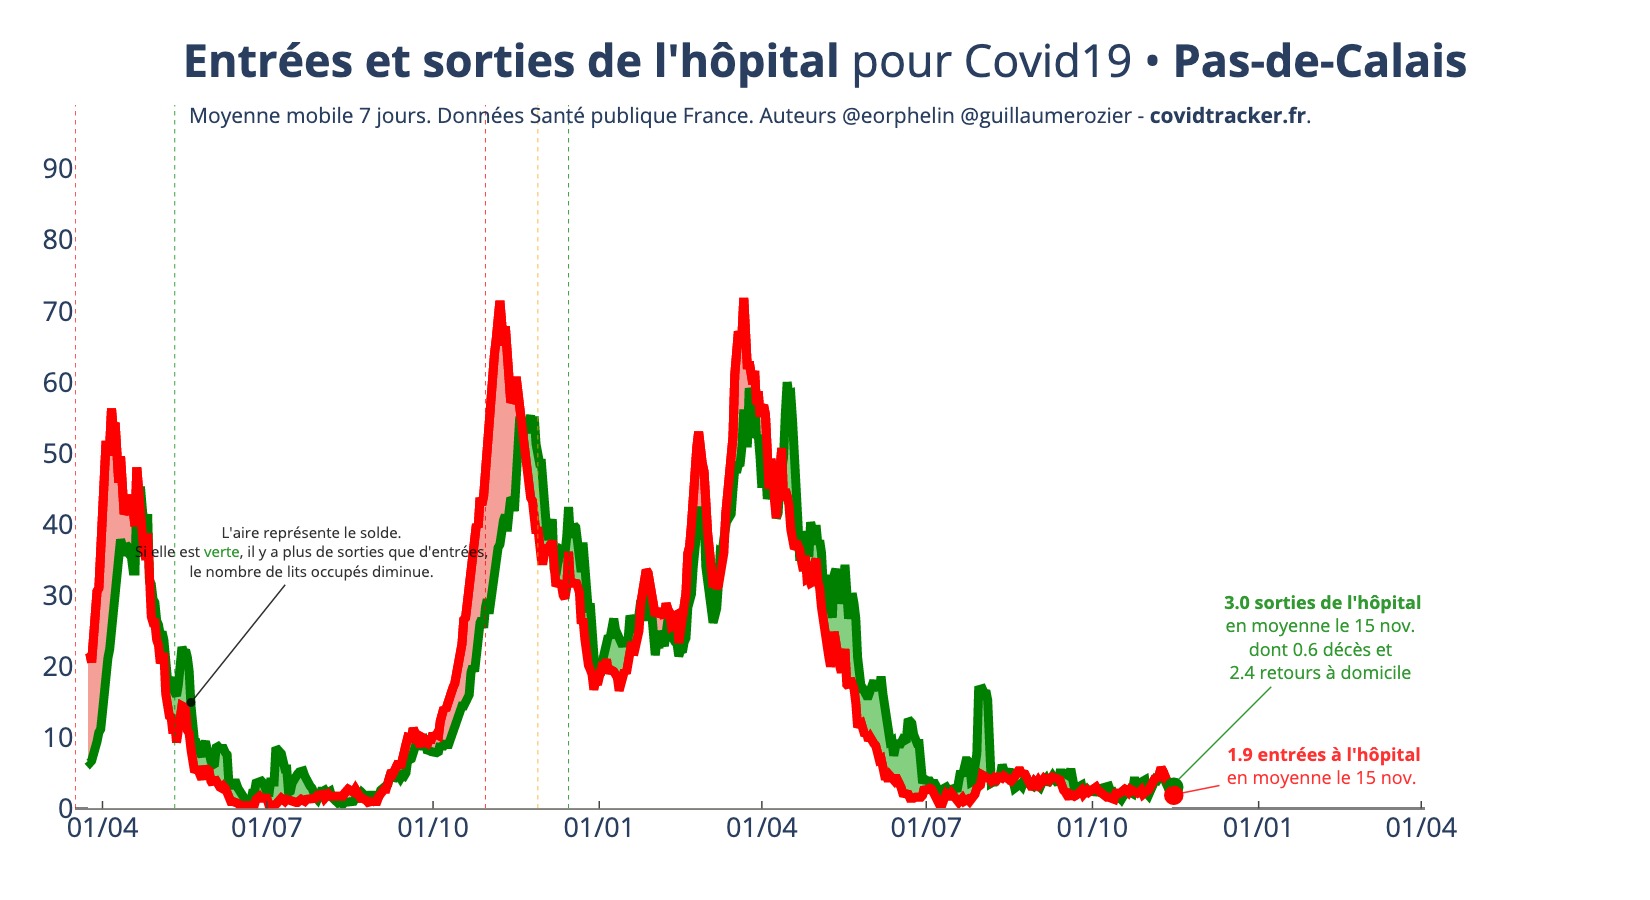 Entrées et sorties de l'hôpital pour Covid19 • Pas-de-Calais
Moyenne mobile 7 jours. Données Santé publique France. Auteurs @eorphelin @guillaumerozier - covidtracker.fr.
90
80
70
60
50
40
30
20
10
0
L'aire représente le solde.
Si elle est verte, il y a plus de sorties que d'entrées,
le nombre de lits occupés diminue.
3.0 sorties de l'hôpital
en moyenne le 15 nov.
dont 0.6 décès et
2.4 retours à domicile
1.9 entrées à l'hôpital
en moyenne le 15 nov.
01/04 01/07 01/10 01/01 01/04 01/07 01/10 01/01 01/04